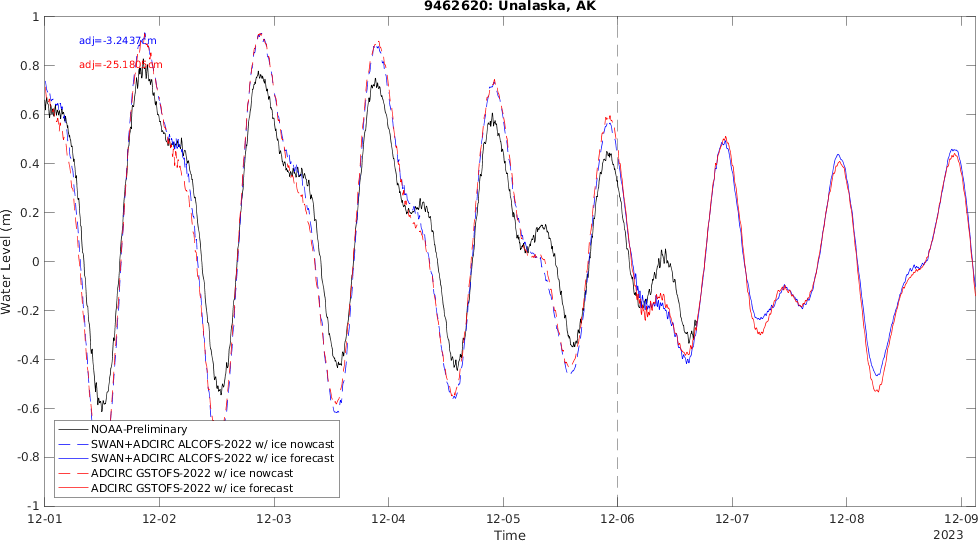 9462620: Unalaska, AK
adj=-3.2437cm
adj=-25.1805cm
1
0.8
0.6
0.4
0.2
0
-0.2
-0.4
-0.6
-0.8
-1
Water Level (m)
NOAA-Preliminary
SWAN+ADCIRC ALCOFS-2022 w/ ice nowcast
SWAN+ADCIRC ALCOFS-2022 w/ ice forecast
ADCIRC GSTOFS-2022 w/ ice nowcast
ADCIRC GSTOFS-2022 w/ ice forecast
12-01 12-02 12-03 12-04 12-05 12-06 12-07 12-08 12-09
Time
2023